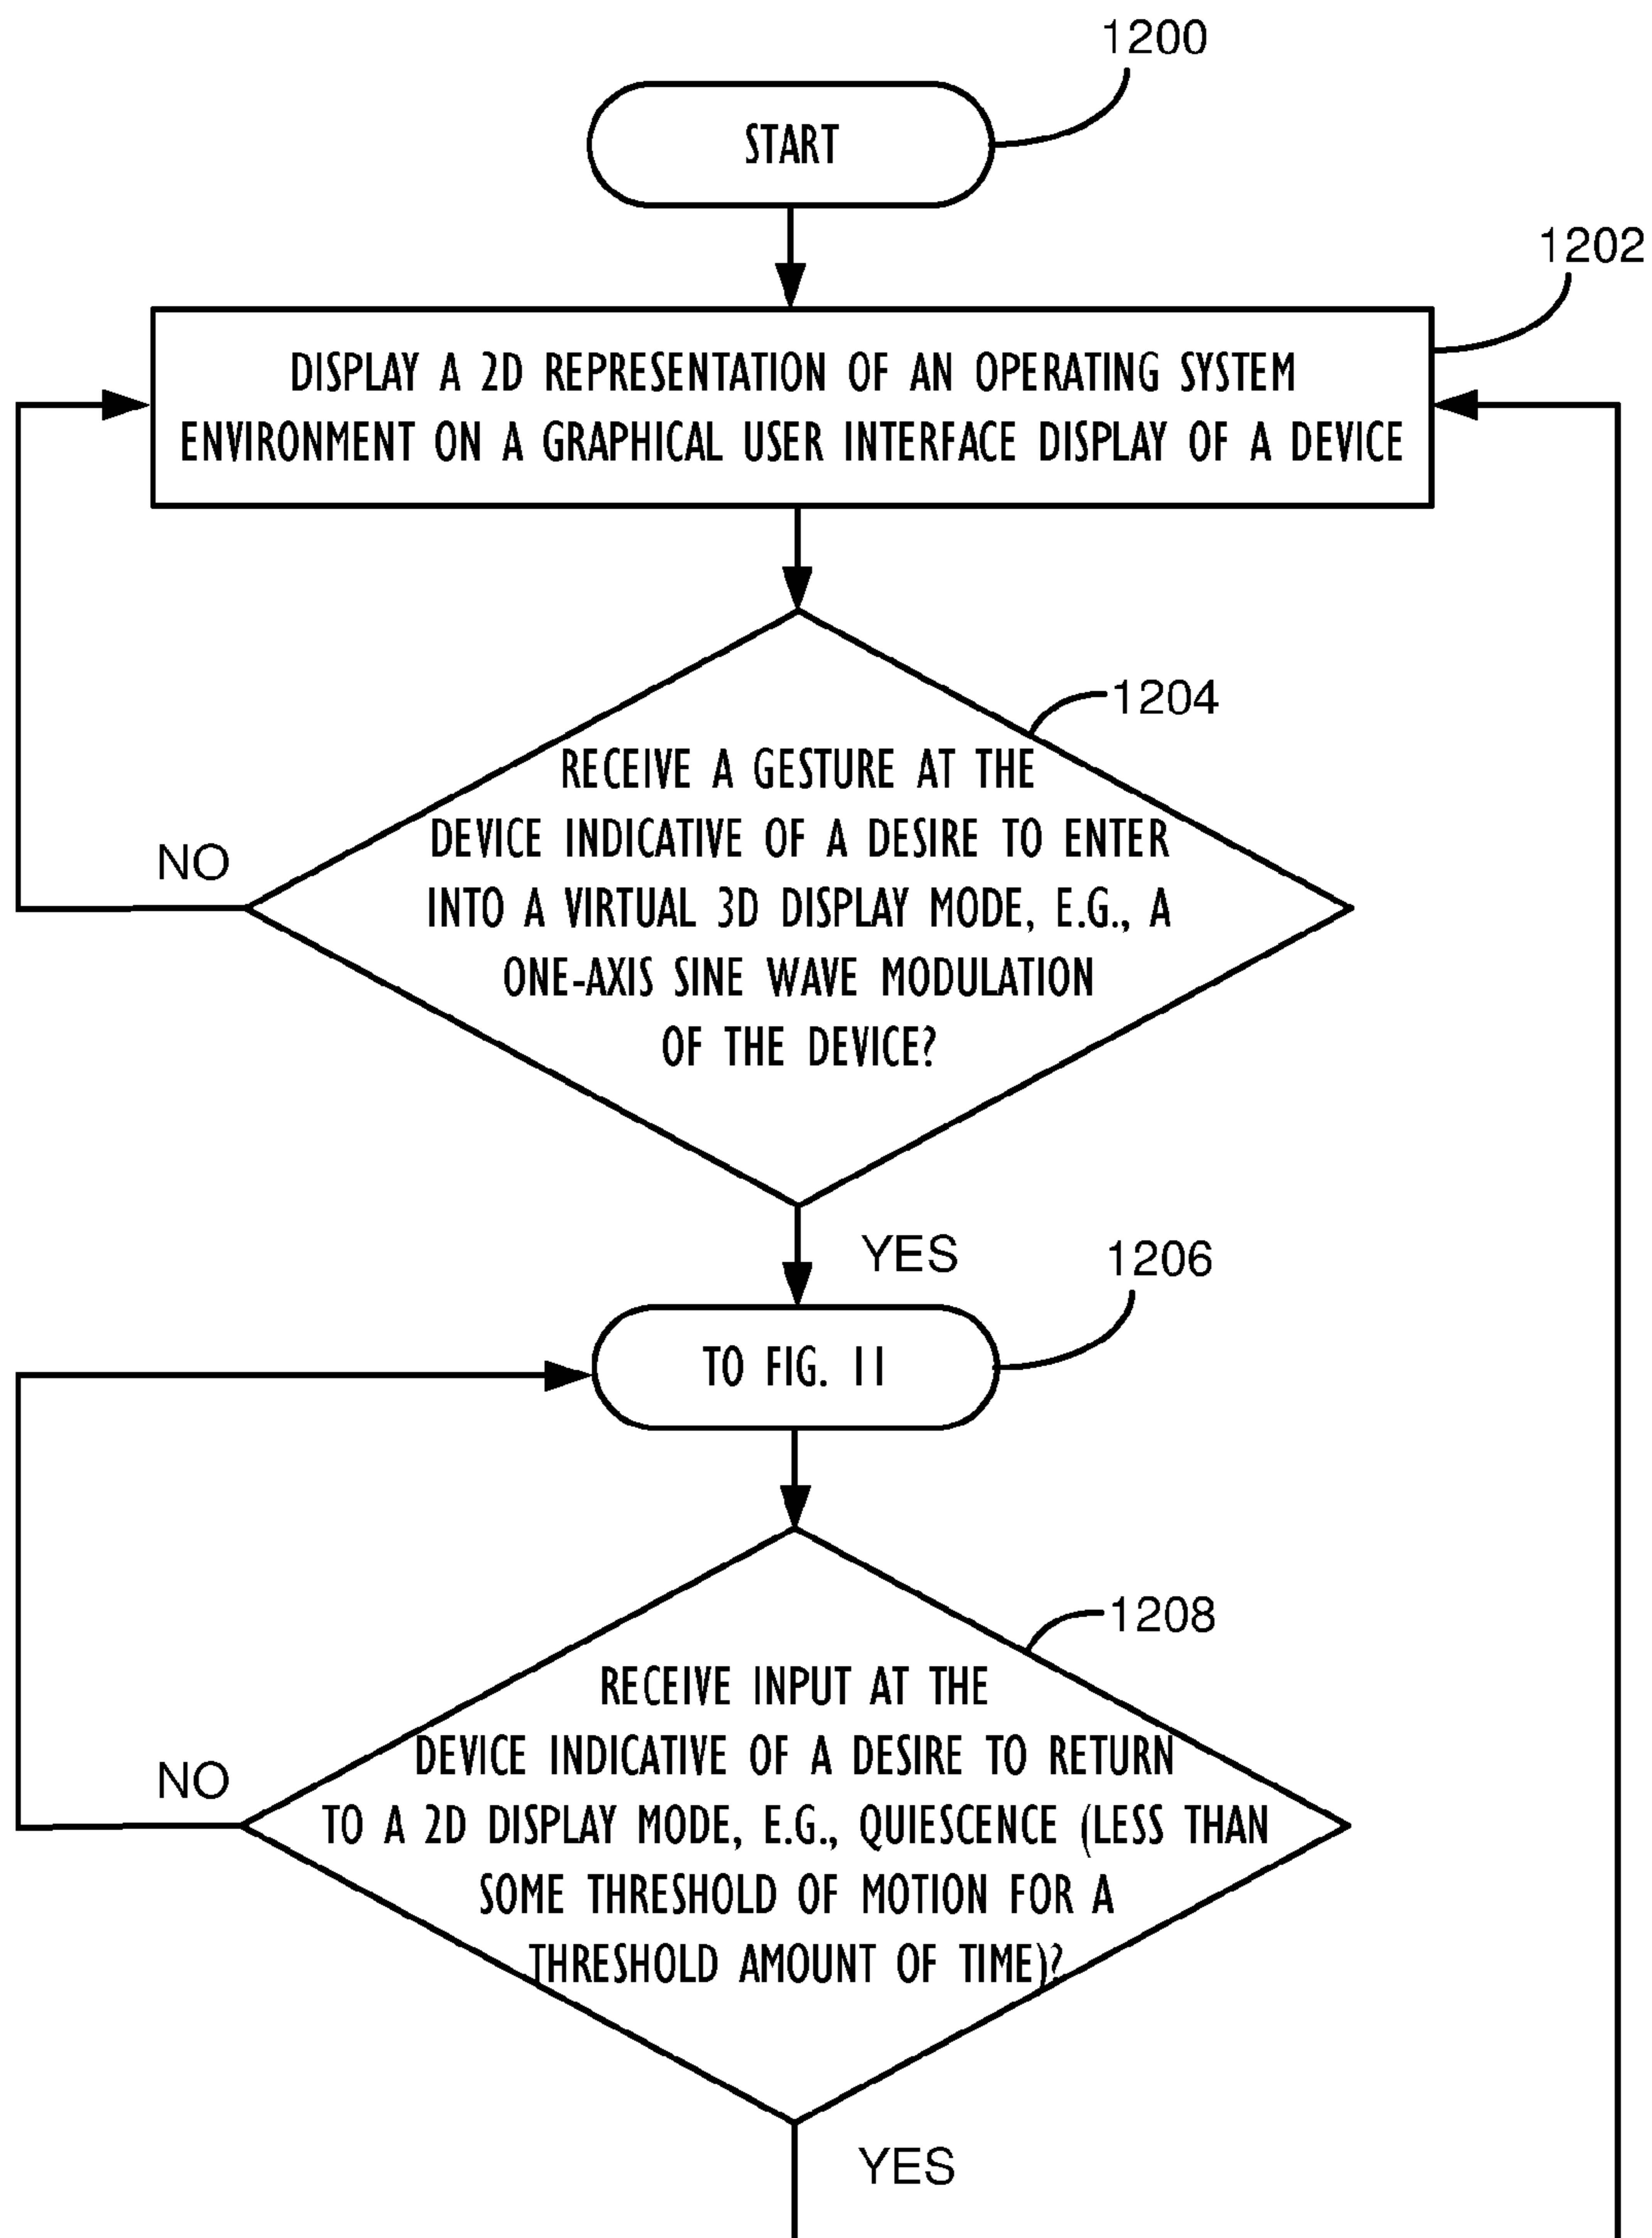 1200
START
1202
DISPLAY A 2D REPRESENTATION OF AN OPERATING SYSTEM
ENVIRONMENT ON A GRAPHICAL USER INTERFACE DISPLAY OF A DEVICE
1204
RECEIVE A GESTURE AT THE
DEVICE INDICATIVE OF A DESIRE TO ENTER
INTO A VIRTUAL 3D DISPLAY MODE, E.G., A
ONE-AXIS SINE WAVE MODULATION
OF THE DEVICE?
NO
YES
1206
TO FIG. 11
1208
RECEIVE INPUT AT THE
DEVICE INDICATIVE OF A DESIRE TO RETURN
TO A 2D DISPLAY MODE, E.G., QUIESCENCE (LESS THAN
SOME THRESHOLD OF MOTION FOR A
THRESHOLD AMOUNT OF TIME)?
NO
YES